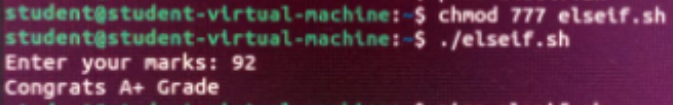 student@student-virtual-machine:~$ chmod 777 elseif.sh
student@student-virtual-machine:~$ ./elseif.sh
Enter your marks: 92
Congrats A+ Grade